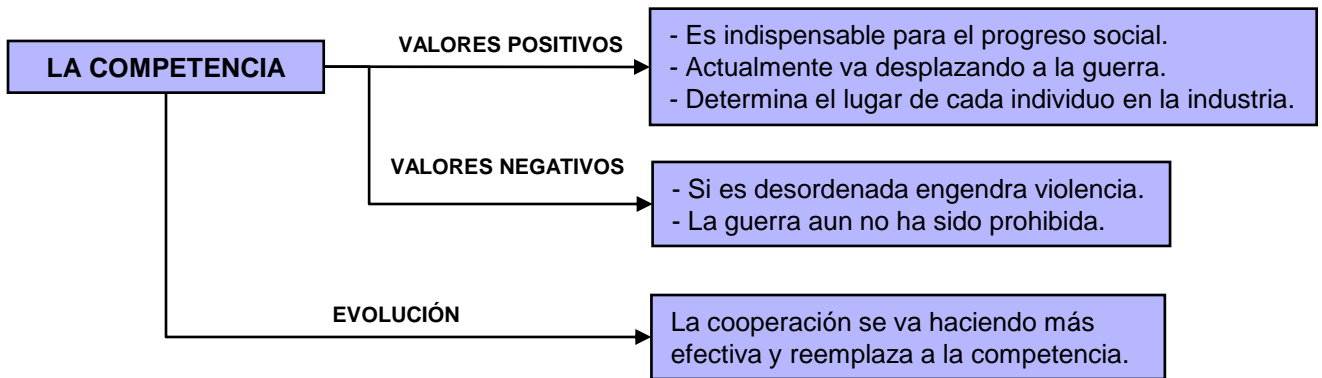 LA COMPETENCIA
VALORES POSITIVOS
- Es indispensable para el progreso social.
- Actualmente va desplazando a la guerra.
- Determina el lugar de cada individuo en la industria.
VALORES NEGATIVOS
- Si es desordenada engendra violencia.
- La guerra aun no ha sido prohibida.
EVOLUCIÓN
La cooperación se va haciendo más
efectiva y reemplaza a la competencia.